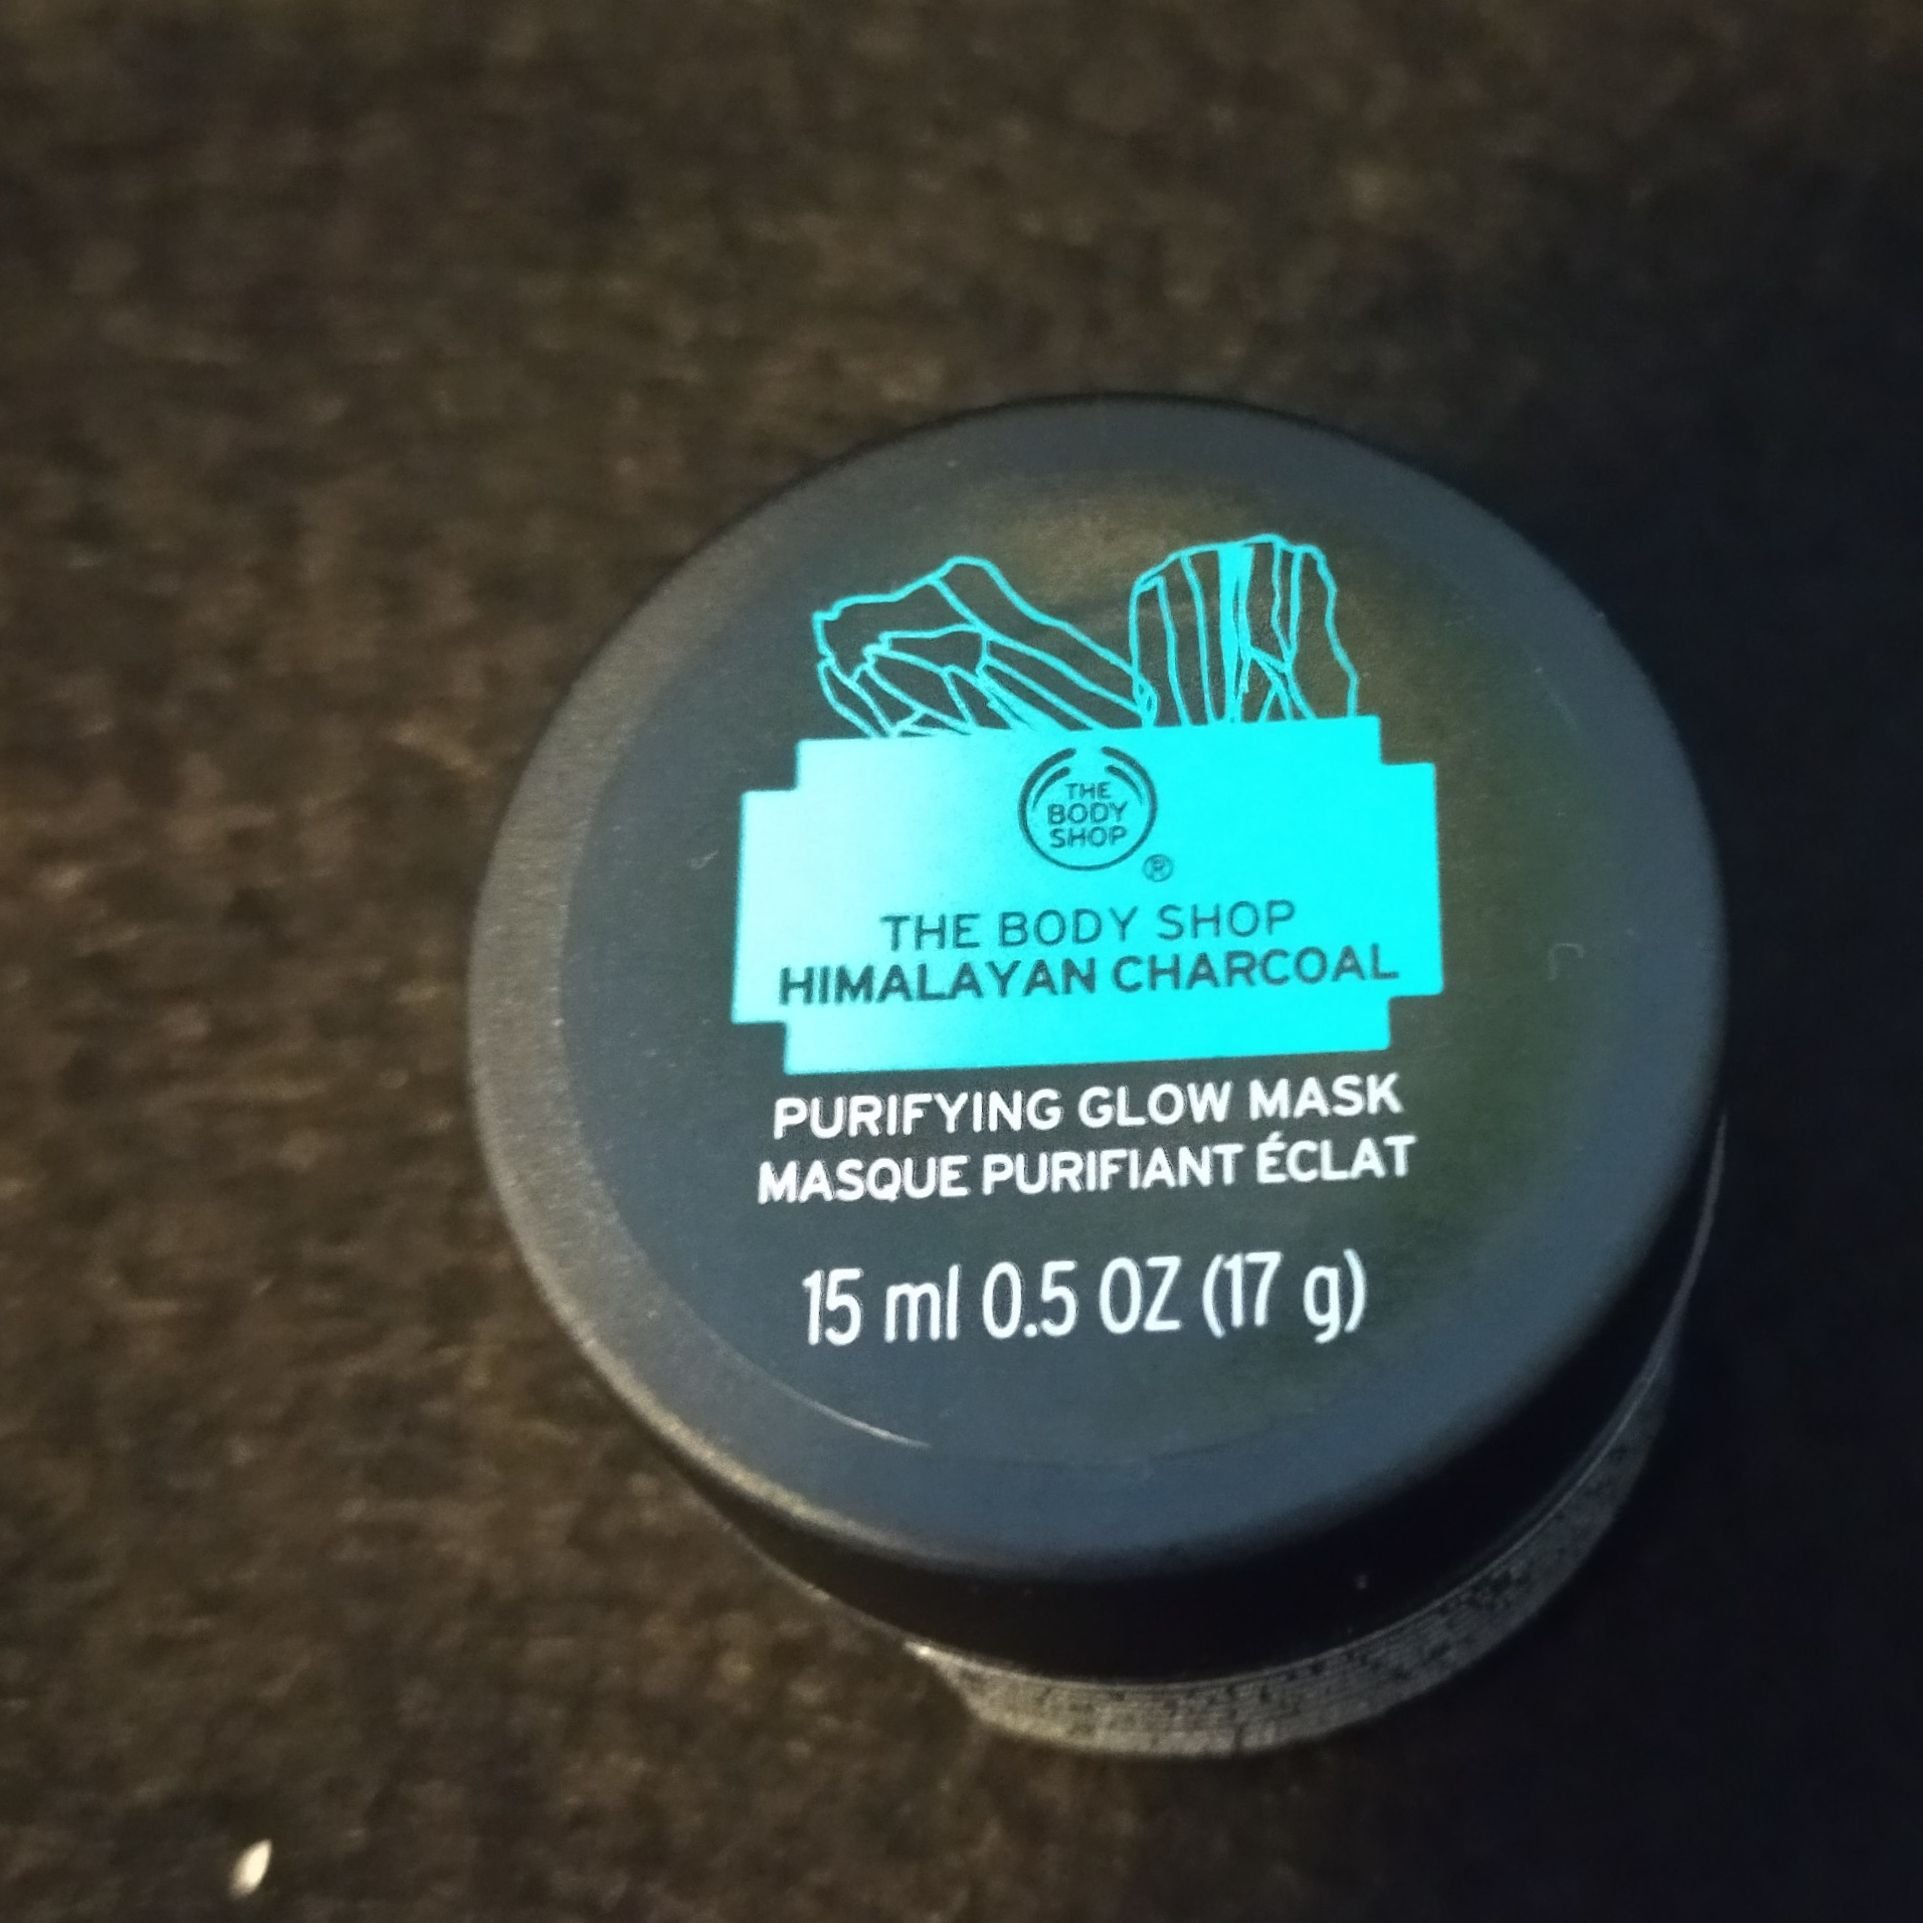 THE
BODY
SHOP
®
THE BODY SHOP
HIMALAYAN CHARCOAL
PURIFYING GLOW MASK
MASQUE PURIFIANT ÉCLAT
15 ml 0.5 OZ (17 g)